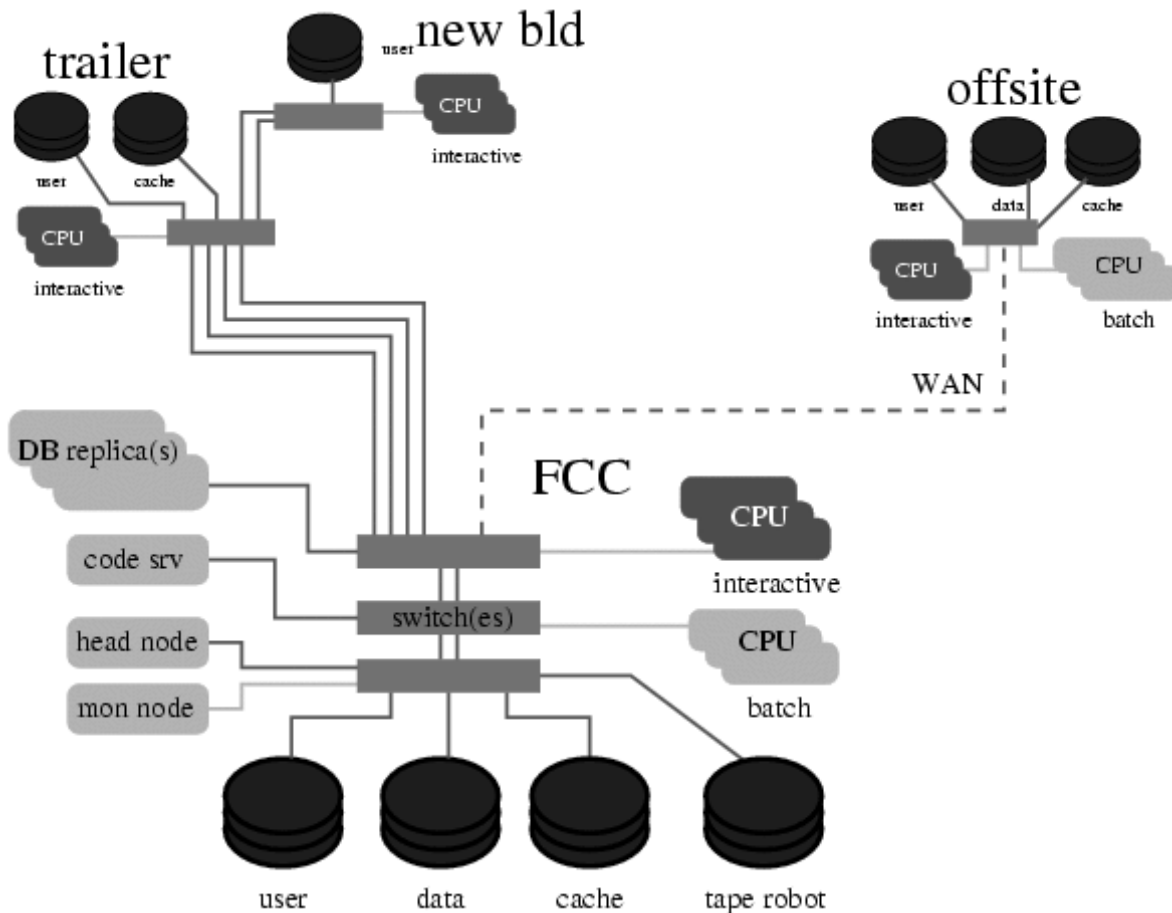 new bld
trailer
user
CPU
offsite
interactive
user
cache
user
data
cache
CPU
interactive
CPU
CPU
interactive
batch
WAN
DB replica(s)
FCC
CPU
code srv
interactive
switch(es)
head node
CPU
mon node
batch
user
data
cache
tape robot